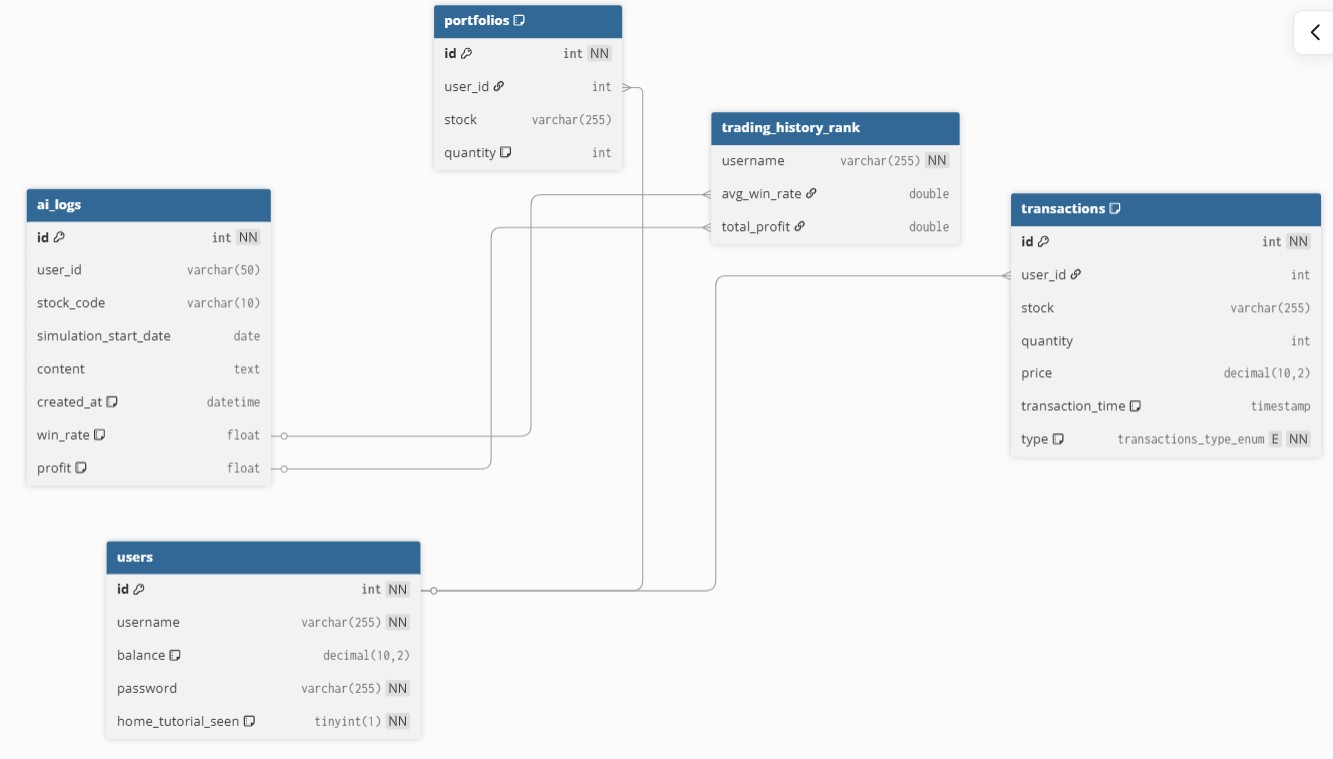 portfolios
id int NN
user_id int
stock varchar(255)
quantity int
trading_history_rank
username varchar(255) NN
avg_win_rate double
total_profit double
ai_logs
id int NN
user_id varchar(50)
stock_code varchar(10)
simulation_start_date date
content text
created_at datetime
win_rate float
profit float
transactions
id int NN
user_id int
stock varchar(255)
quantity int
price decimal(10,2)
transaction_time timestamp
type transactions_type_enum E NN
users
id int NN
username varchar(255) NN
balance decimal(10,2)
password varchar(255) NN
home_tutorial_seen tinyint(1) NN